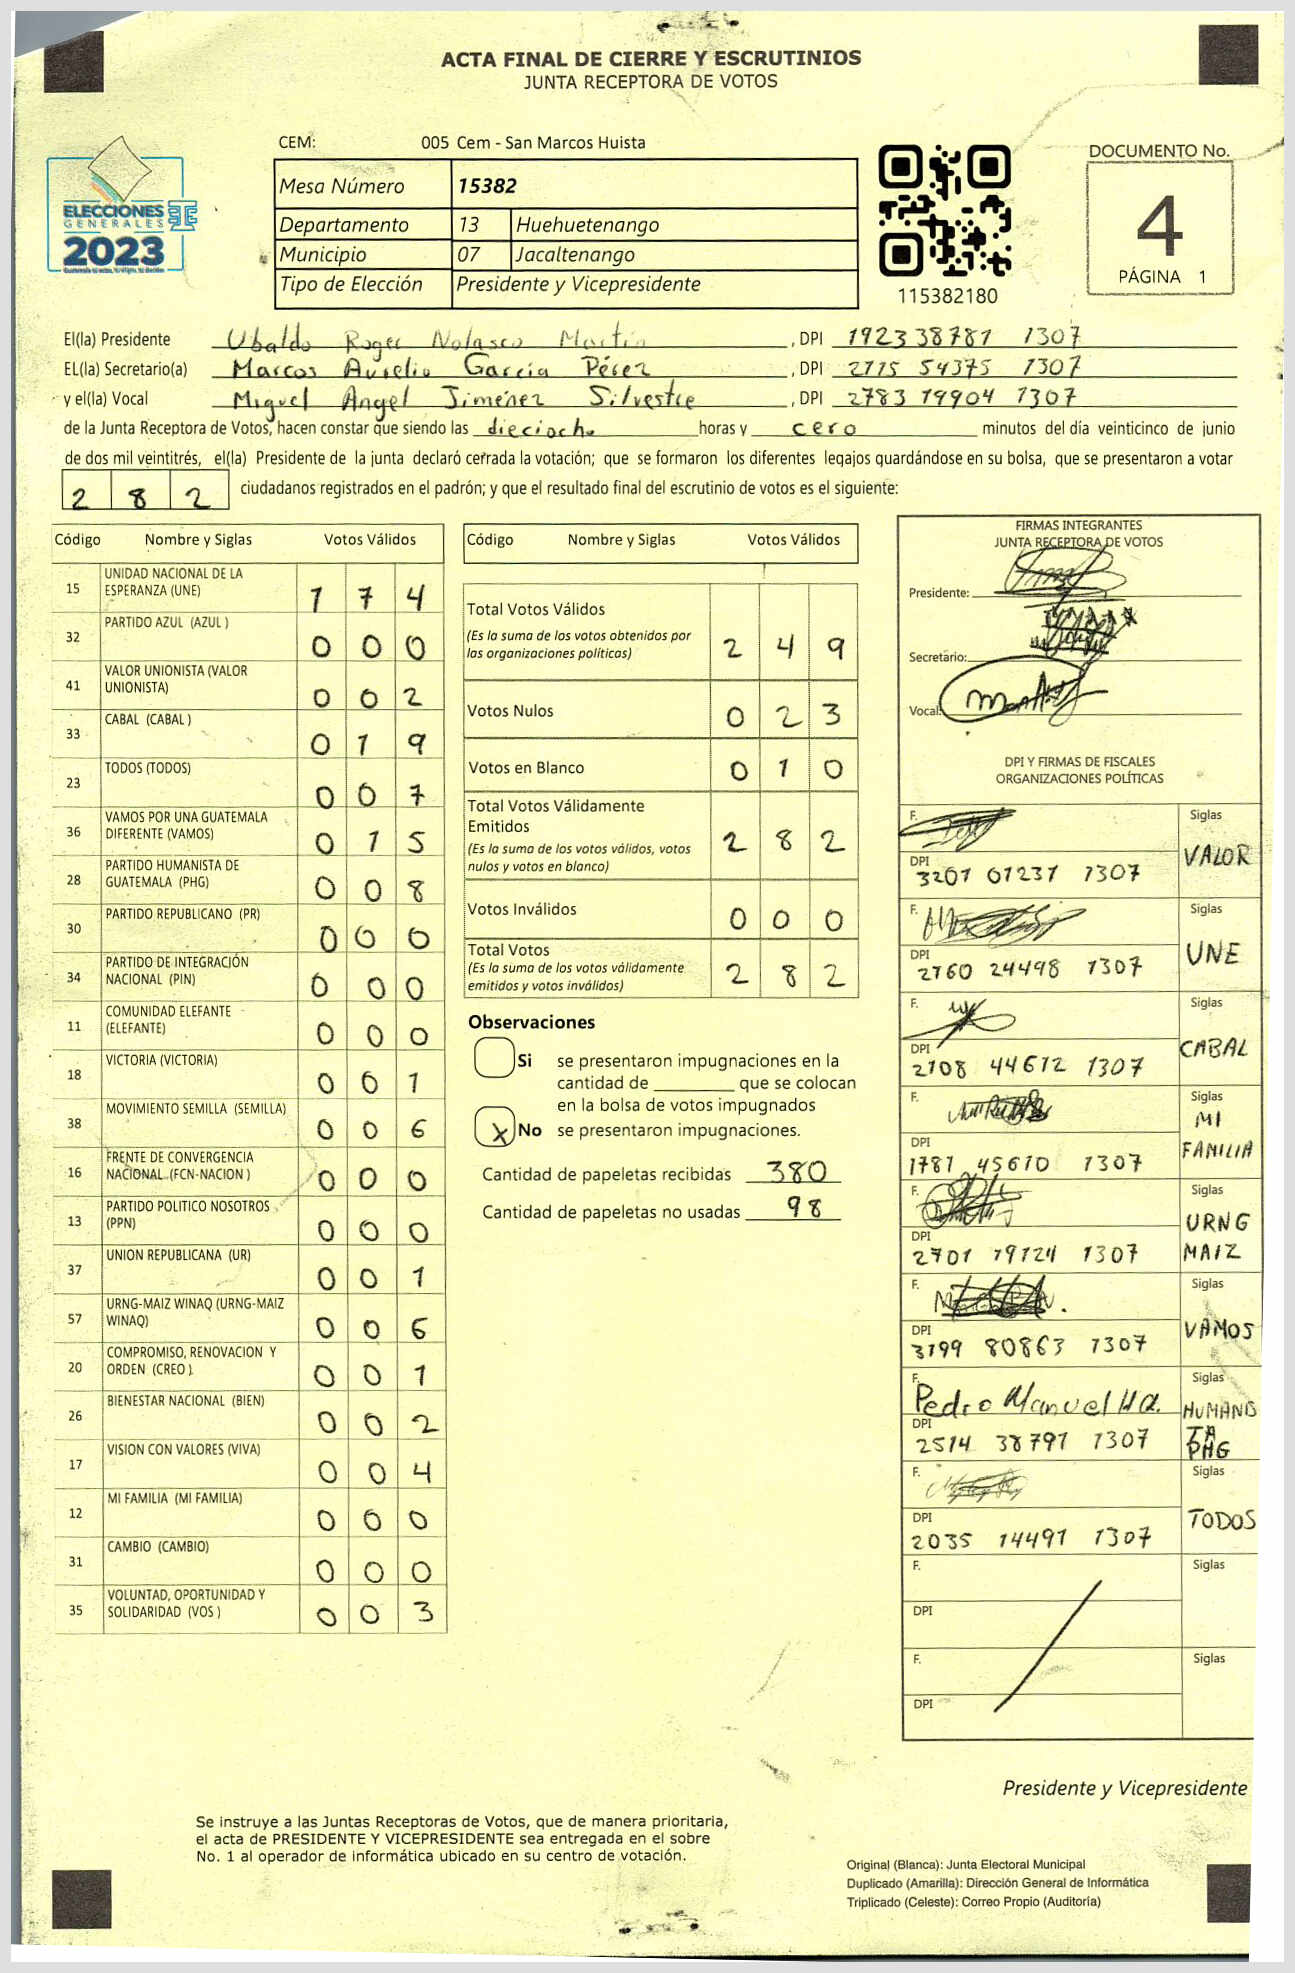 ACTA FINAL DE CIERRE Y ESCRUTINIOS
JUNTA RECEPTORA DE VOTOS
ELECCIONES
GENERALES
2023
CEM: 005 Cem - San Marcos Huista
Mesa Número 15382
Departamento 13 Huehuetenango
Municipio 07 Jacaltenango
Tipo de Elección Presidente y Vicepresidente
115382180
DOCUMENTO No.
4
PÁGINA 1
El(la) Presidente Ubaldo Roger Nolasco Martín, DPI 1923 38781 1307
EL(la) Secretario(a) Marcos Aurelio García Pérez, DPI 2115 54375 1307
y el(la) Vocal Miguel Angel Jiménez Silvestre, DPI 2783 19904 1307
de la Junta Receptora de Votos, hacen constar que siendo las dieciocho horas y cero minutos del día veinticinco de junio
de dos mil veintitrés, el(la) Presidente de la junta declaró cerrada la votación; que se formaron los diferentes legajos guardándose en su bolsa, que se presentaron a votar
2 8 2 ciudadanos registrados en el padrón; y que el resultado final del escrutinio de votos es el siguiente:
Código Nombre y Siglas Votos Válidos
15 UNIDAD NACIONAL DE LA
ESPERANZA (UNE) 1 7 4
32 PARTIDO AZUL (AZUL ) 0 0 0
41 VALOR UNIONISTA (VALOR
UNIONISTA) 0 0 2
33 CABAL (CABAL ) 0 1 9
23 TODOS (TODOS) 0 0 7
36 VAMOS POR UNA GUATEMALA
DIFERENTE (VAMOS) 0 1 5
28 PARTIDO HUMANISTA DE
GUATEMALA (PHG) 0 0 8
30 PARTIDO REPUBLICANO (PR) 0 0 0
34 PARTIDO DE INTEGRACIÓN
NACIONAL (PIN) 0 0 0
11 COMUNIDAD ELEFANTE
(ELEFANTE) 0 0 0
18 VICTORIA (VICTORIA) 0 0 1
38 MOVIMIENTO SEMILLA (SEMILLA) 0 0 6
16 FRENTE DE CONVERGENCIA
NACIONAL (FCN-NACION ) 0 0 0
13 PARTIDO POLITICO NOSOTROS
(PPN) 0 0 0
37 UNION REPUBLICANA (UR) 0 0 1
57 URNG-MAIZ WINAQ (URNG-MAIZ
WINAQ) 0 0 6
20 COMPROMISO, RENOVACION Y
ORDEN (CREO ) 0 0 1
26 BIENESTAR NACIONAL (BIEN) 0 0 2
17 VISION CON VALORES (VIVA) 0 0 4
12 MI FAMILIA (MI FAMILIA) 0 0 0
31 CAMBIO (CAMBIO) 0 0 0
35 VOLUNTAD, OPORTUNIDAD Y
SOLIDARIDAD (VOS ) 0 0 3
Código Nombre y Siglas Votos Válidos
Total Votos Válidos
(Es la suma de los votos obtenidos por
las organizaciones políticas) 2 4 9
Votos Nulos 0 2 3
Votos en Blanco 0 1 0
Total Votos Válidamente
Emitidos
(Es la suma de los votos válidos, votos
nulos y votos en blanco) 2 8 2
Votos Inválidos 0 0 0
Total Votos
(Es la suma de los votos válidamente
emitidos y votos inválidos) 2 8 2
Observaciones
Si se presentaron impugnaciones en la
cantidad de ________ que se colocan
en la bolsa de votos impugnados
X No se presentaron impugnaciones.
Cantidad de papeletas recibidas 380
Cantidad de papeletas no usadas 98
FIRMAS INTEGRANTES
JUNTA RECEPTORA DE VOTOS
Presidente:
Secretario:
Vocal:
DPI Y FIRMAS DE FISCALES
ORGANIZACIONES POLÍTICAS
F. Siglas
VALOR
DPI
3201 01231 1307
F. Siglas
UNE
DPI
2760 24498 1307
F. Siglas
CABAL
DPI
2108 44612 1307
F. Siglas
MI
FAMILIA
DPI
1781 45610 1307
F. Siglas
URNG
MAIZ
DPI
2701 19124 1307
F. Siglas
VAMOS
DPI
3199 80863 1307
F. Siglas
Pedro Manuel
HUMANIS
TA
PHG
DPI
2514 38791 1307
F. Siglas
TODOS
DPI
2035 14491 1307
F. Siglas
DPI
F. Siglas
DPI
Presidente y Vicepresidente
Se instruye a las Juntas Receptoras de Votos, que de manera prioritaria,
el acta de PRESIDENTE Y VICEPRESIDENTE sea entregada en el sobre
No. 1 al operador de informática ubicado en su centro de votación.
Original (Blanca): Junta Electoral Municipal
Duplicado (Amarilla): Dirección General de Informática
Triplicado (Celeste): Correo Propio (Auditoría)